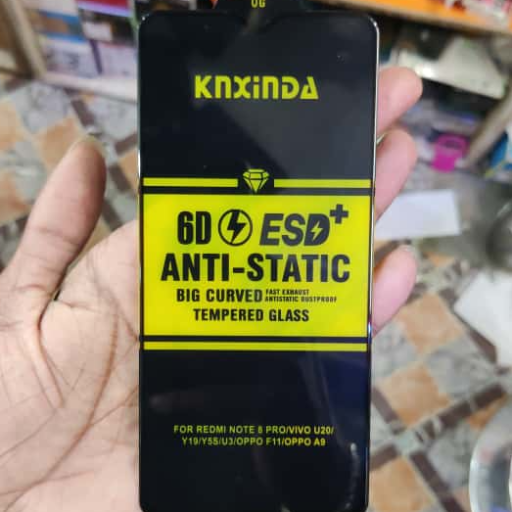 OG
KNXINDA
6D ESD+
ANTI-STATIC
BIG CURVED FAST EXHAUST
ANTISTATIC DUSTPROOF
TEMPERED GLASS
FOR REDMI NOTE 8 PRO/VIVO U20/
Y19/Y5S/U3/OPPO F11/OPPO A9